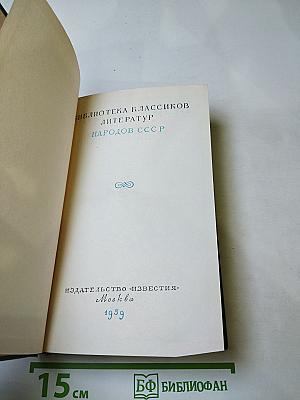 БИБЛИОТЕКА КЛАССИКОВ
ЛИТЕРАТУР
НАРОДОВ СССР
ИЗДАТЕЛЬСТВО «ИЗВЕСТИЯ»
Москва
1959
15 см
БФ БИБЛИОФАН